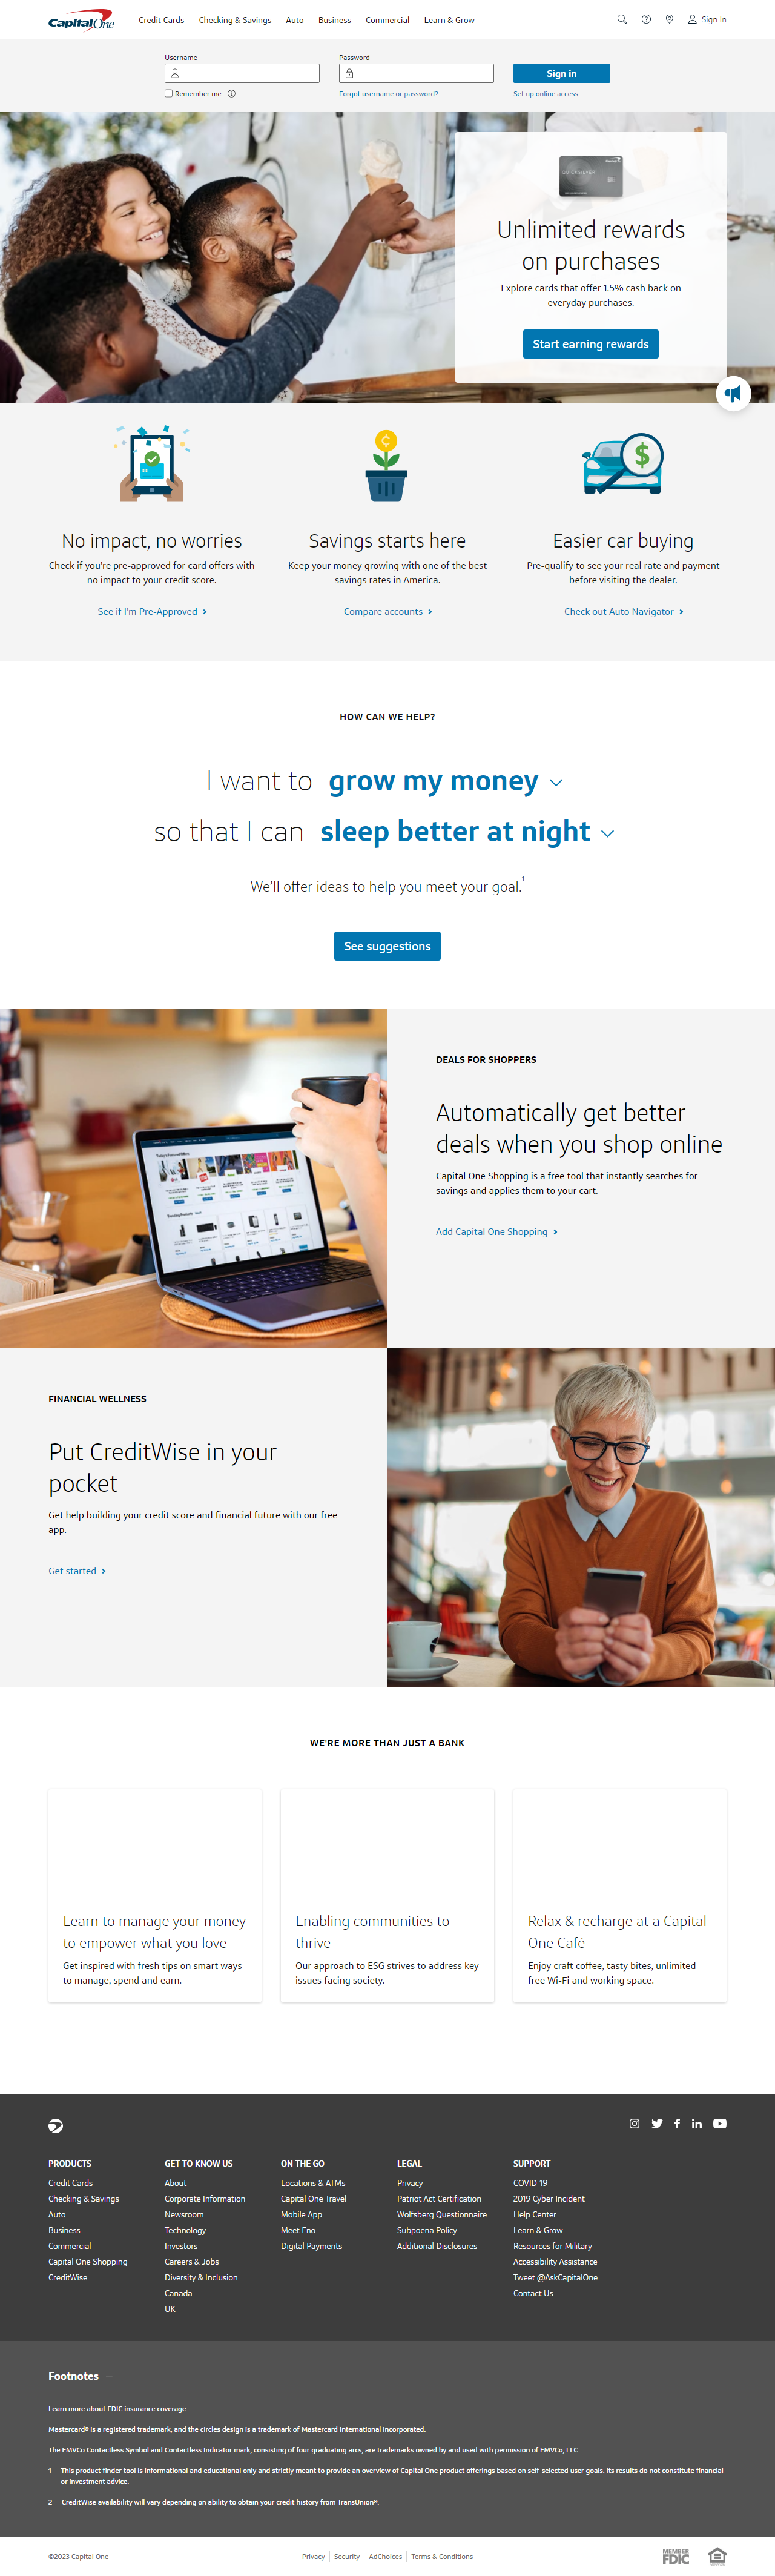 Capital One
Credit Cards
Checking & Savings
Auto
Business
Commercial
Learn & Grow
Sign In
Username
Password
Sign in
Remember me
Forgot username or password?
Set up online access
QUICKSILVER
Unlimited rewards
on purchases
Explore cards that offer 1.5% cash back on
everyday purchases.
Start earning rewards
No impact, no worries
Check if you're pre-approved for card offers with
no impact to your credit score.
See if I'm Pre-Approved
Savings starts here
Keep your money growing with one of the best
savings rates in America.
Compare accounts
Easier car buying
Pre-qualify to see your real rate and payment
before visiting the dealer.
Check out Auto Navigator
HOW CAN WE HELP?
I want to grow my money
so that I can sleep better at night
We'll offer ideas to help you meet your goal.1
See suggestions
DEALS FOR SHOPPERS
Automatically get better
deals when you shop online
Capital One Shopping is a free tool that instantly searches for
savings and applies them to your cart.
Add Capital One Shopping
FINANCIAL WELLNESS
Put CreditWise in your
pocket
Get help building your credit score and financial future with our free
app.
Get started
WE'RE MORE THAN JUST A BANK
Learn to manage your money
to empower what you love
Get inspired with fresh tips on smart ways
to manage, spend and earn.
Enabling communities to
thrive
Our approach to ESG strives to address key
issues facing society.
Relax & recharge at a Capital
One Café
Enjoy craft coffee, tasty bites, unlimited
free Wi-Fi and working space.
PRODUCTS
Credit Cards
Checking & Savings
Auto
Business
Commercial
Capital One Shopping
CreditWise
GET TO KNOW US
About
Corporate Information
Newsroom
Technology
Investors
Careers & Jobs
Diversity & Inclusion
Canada
UK
ON THE GO
Locations & ATMs
Capital One Travel
Mobile App
Meet Eno
Digital Payments
LEGAL
Privacy
Patriot Act Certification
Wolfsberg Questionnaire
Subpoena Policy
Additional Disclosures
SUPPORT
COVID-19
2019 Cyber Incident
Help Center
Learn & Grow
Resources for Military
Accessibility Assistance
Tweet @AskCapitalOne
Contact Us
Footnotes
Learn more about FDIC insurance coverage.
Mastercard® is a registered trademark, and the circles design is a trademark of Mastercard International Incorporated.
The EMVCo Contactless Symbol and Contactless Indicator mark, consisting of four graduating arcs, are trademarks owned by and used with permission of EMVCo, LLC.
1 This product finder tool is informational and educational only and strictly meant to provide an overview of Capital One product offerings based on self-selected user goals. Its results do not constitute financial
or investment advice.
2 CreditWise availability will vary depending on ability to obtain your credit history from TransUnion®.
©2023 Capital One
Privacy
Security
AdChoices
Terms & Conditions
MEMBER
FDIC